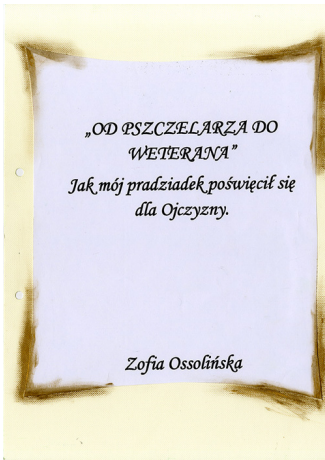 „OD PSZCZELARZA DO
WETERANA”
Jak mój pradziadek poświęcił się
dla Ojczyzny.
Zofia Ossolińska